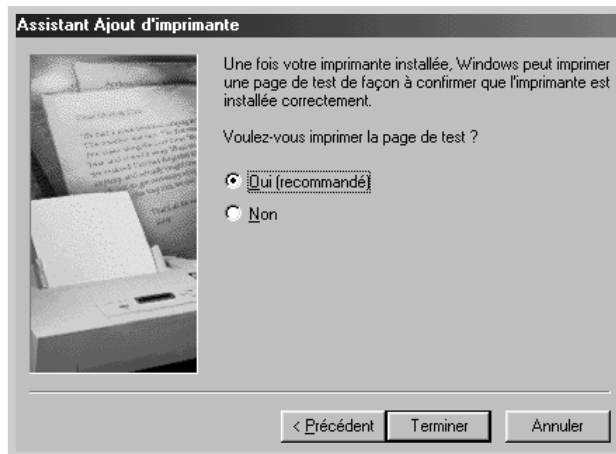 Assistant Ajout d'imprimante
Une fois votre imprimante installée, Windows peut imprimer
une page de test de façon à confirmer que l'imprimante est
installée correctement.
Voulez-vous imprimer la page de test ?
Oui (recommandé)
Non
< Précédent
Terminer
Annuler